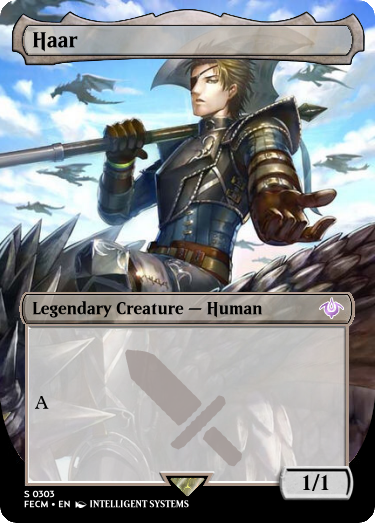 Haar
Legendary Creature — Human
A
1/1
S 0303
FECM • EN INTELLIGENT SYSTEMS